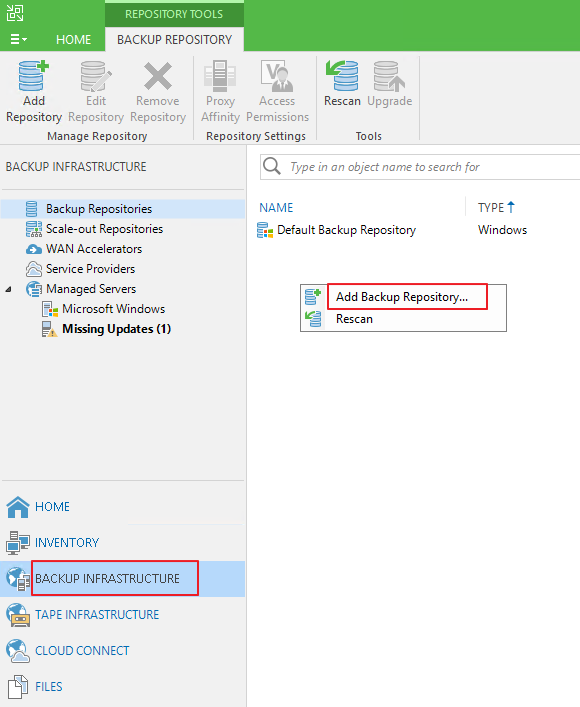 REPOSITORY TOOLS
HOME
BACKUP REPOSITORY
Add Repository
Edit Repository
Remove Repository
Proxy Affinity
Access Permissions
Rescan
Upgrade
Manage Repository
Repository Settings
Tools
BACKUP INFRASTRUCTURE
Backup Repositories
Scale-out Repositories
WAN Accelerators
Service Providers
Managed Servers
Microsoft Windows
Missing Updates (1)
Type in an object name to search for
NAME
TYPE
Default Backup Repository
Windows
Add Backup Repository...
Rescan
HOME
INVENTORY
BACKUP INFRASTRUCTURE
TAPE INFRASTRUCTURE
CLOUD CONNECT
FILES